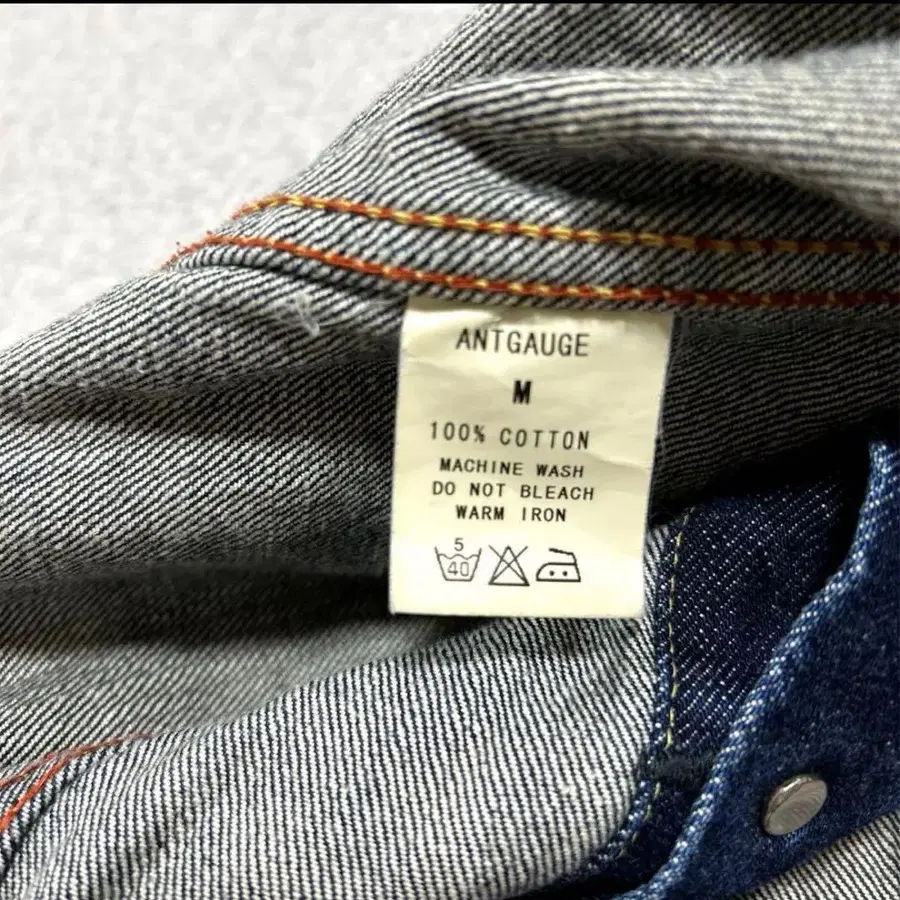 ANTGAUGE
M
100% COTTON
MACHINE WASH
DO NOT BLEACH
WARM IRON
5
40